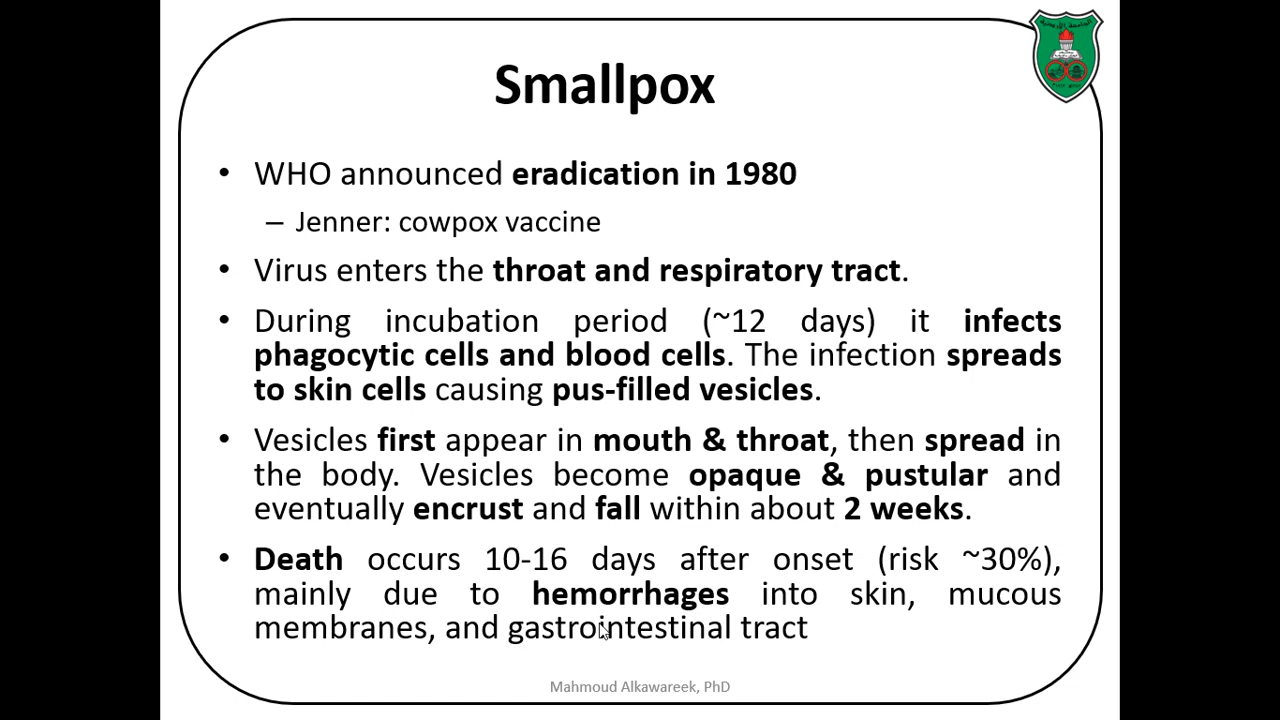 Smallpox
• WHO announced eradication in 1980
– Jenner: cowpox vaccine
• Virus enters the throat and respiratory tract.
• During incubation period (~12 days) it infects
phagocytic cells and blood cells. The infection spreads
to skin cells causing pus-filled vesicles.
• Vesicles first appear in mouth & throat, then spread in
the body. Vesicles become opaque & pustular and
eventually encrust and fall within about 2 weeks.
• Death occurs 10-16 days after onset (risk ~30%),
mainly due to hemorrhages into skin, mucous
membranes, and gastrointestinal tract
Mahmoud Alkawareek, PhD
الجامعة الأردنية